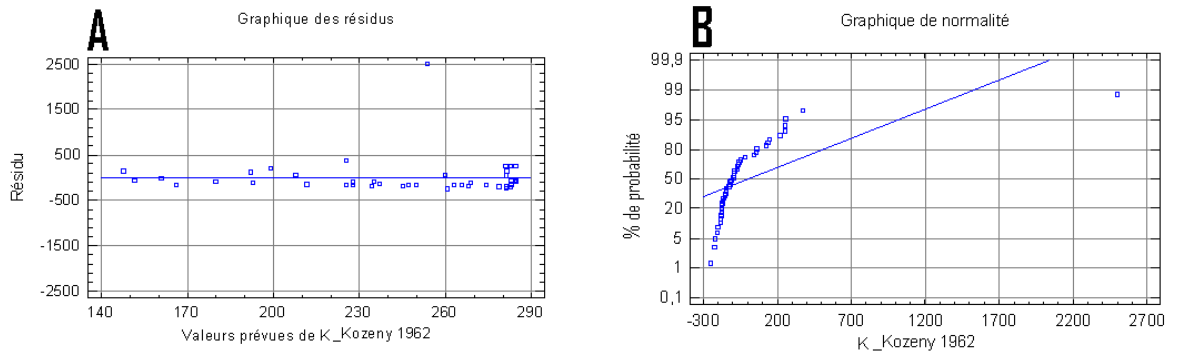 A
Graphique des résidus
Résidu
2500
1500
500
-500
-1500
-2500
140 170 200 230 260 290
Valeurs prévues de K_Kozeny 1962
B
Graphique de normalité
% de probabilité
99,9
99
95
80
50
20
5
1
0,1
-300 200 700 1200 1700 2200 2700
K_Kozeny 1962